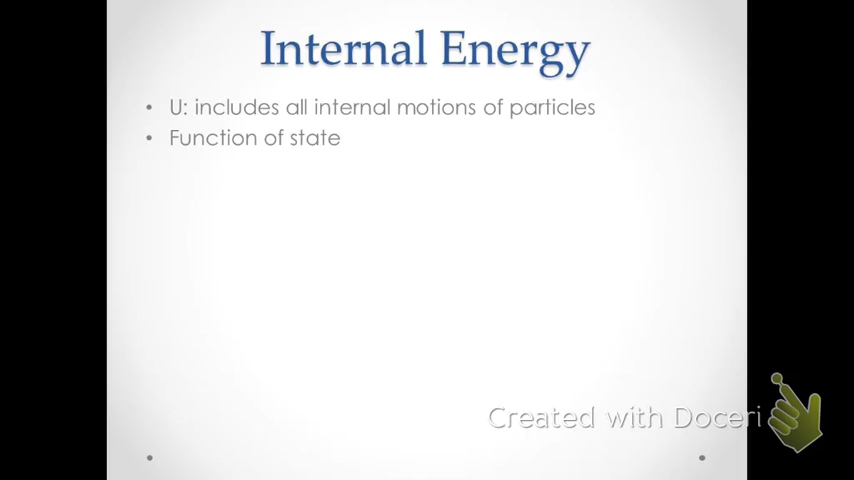 Internal Energy
• U: includes all internal motions of particles
• Function of state
Created with Doceri